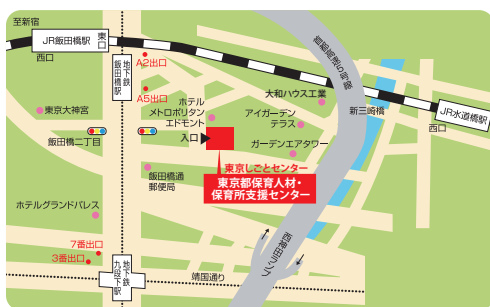 至新宿
JR飯田橋駅
東口
西口
A2出口
地下鉄
飯田橋駅
A5出口
首都高速5号線
大和ハウス工業
JR水道橋駅
西口
新三崎橋
東京大神宮
ホテル
メトロポリタン
エドモント
アイガーデン
テラス
飯田橋二丁目
入口
ガーデンエアタワー
東京しごとセンター
東京都保育人材・
保育所支援センター
飯田橋通
郵便局
ホテルグランドパレス
7番出口
3番出口
地下鉄
九段下駅
靖国通り
西神田ランプ